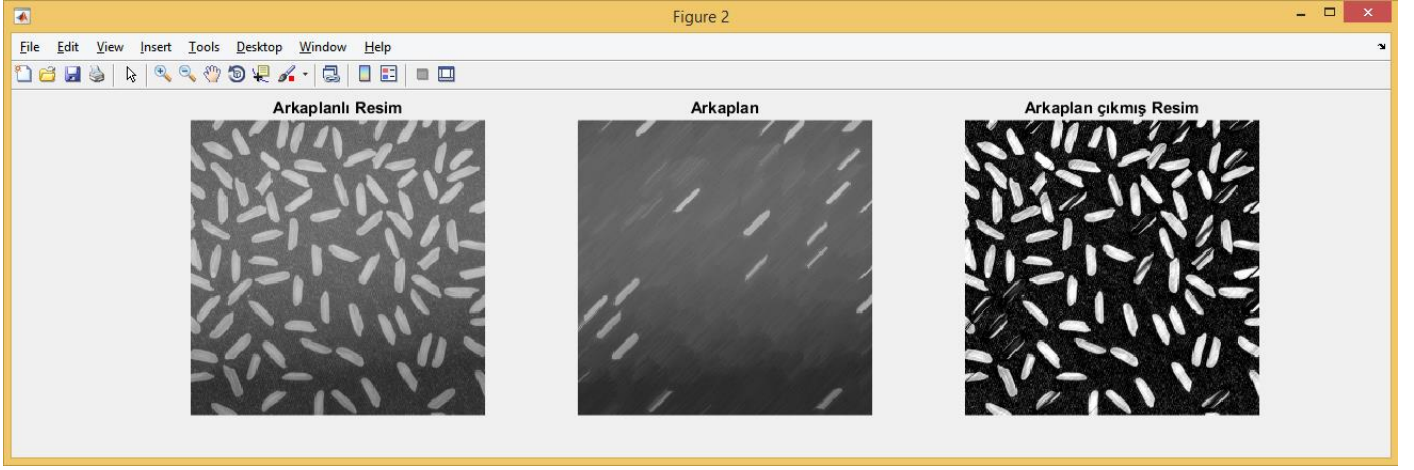 Figure 2
File Edit View Insert Tools Desktop Window Help
Arkaplanlı Resim Arkaplan Arkaplan çıkmış Resim